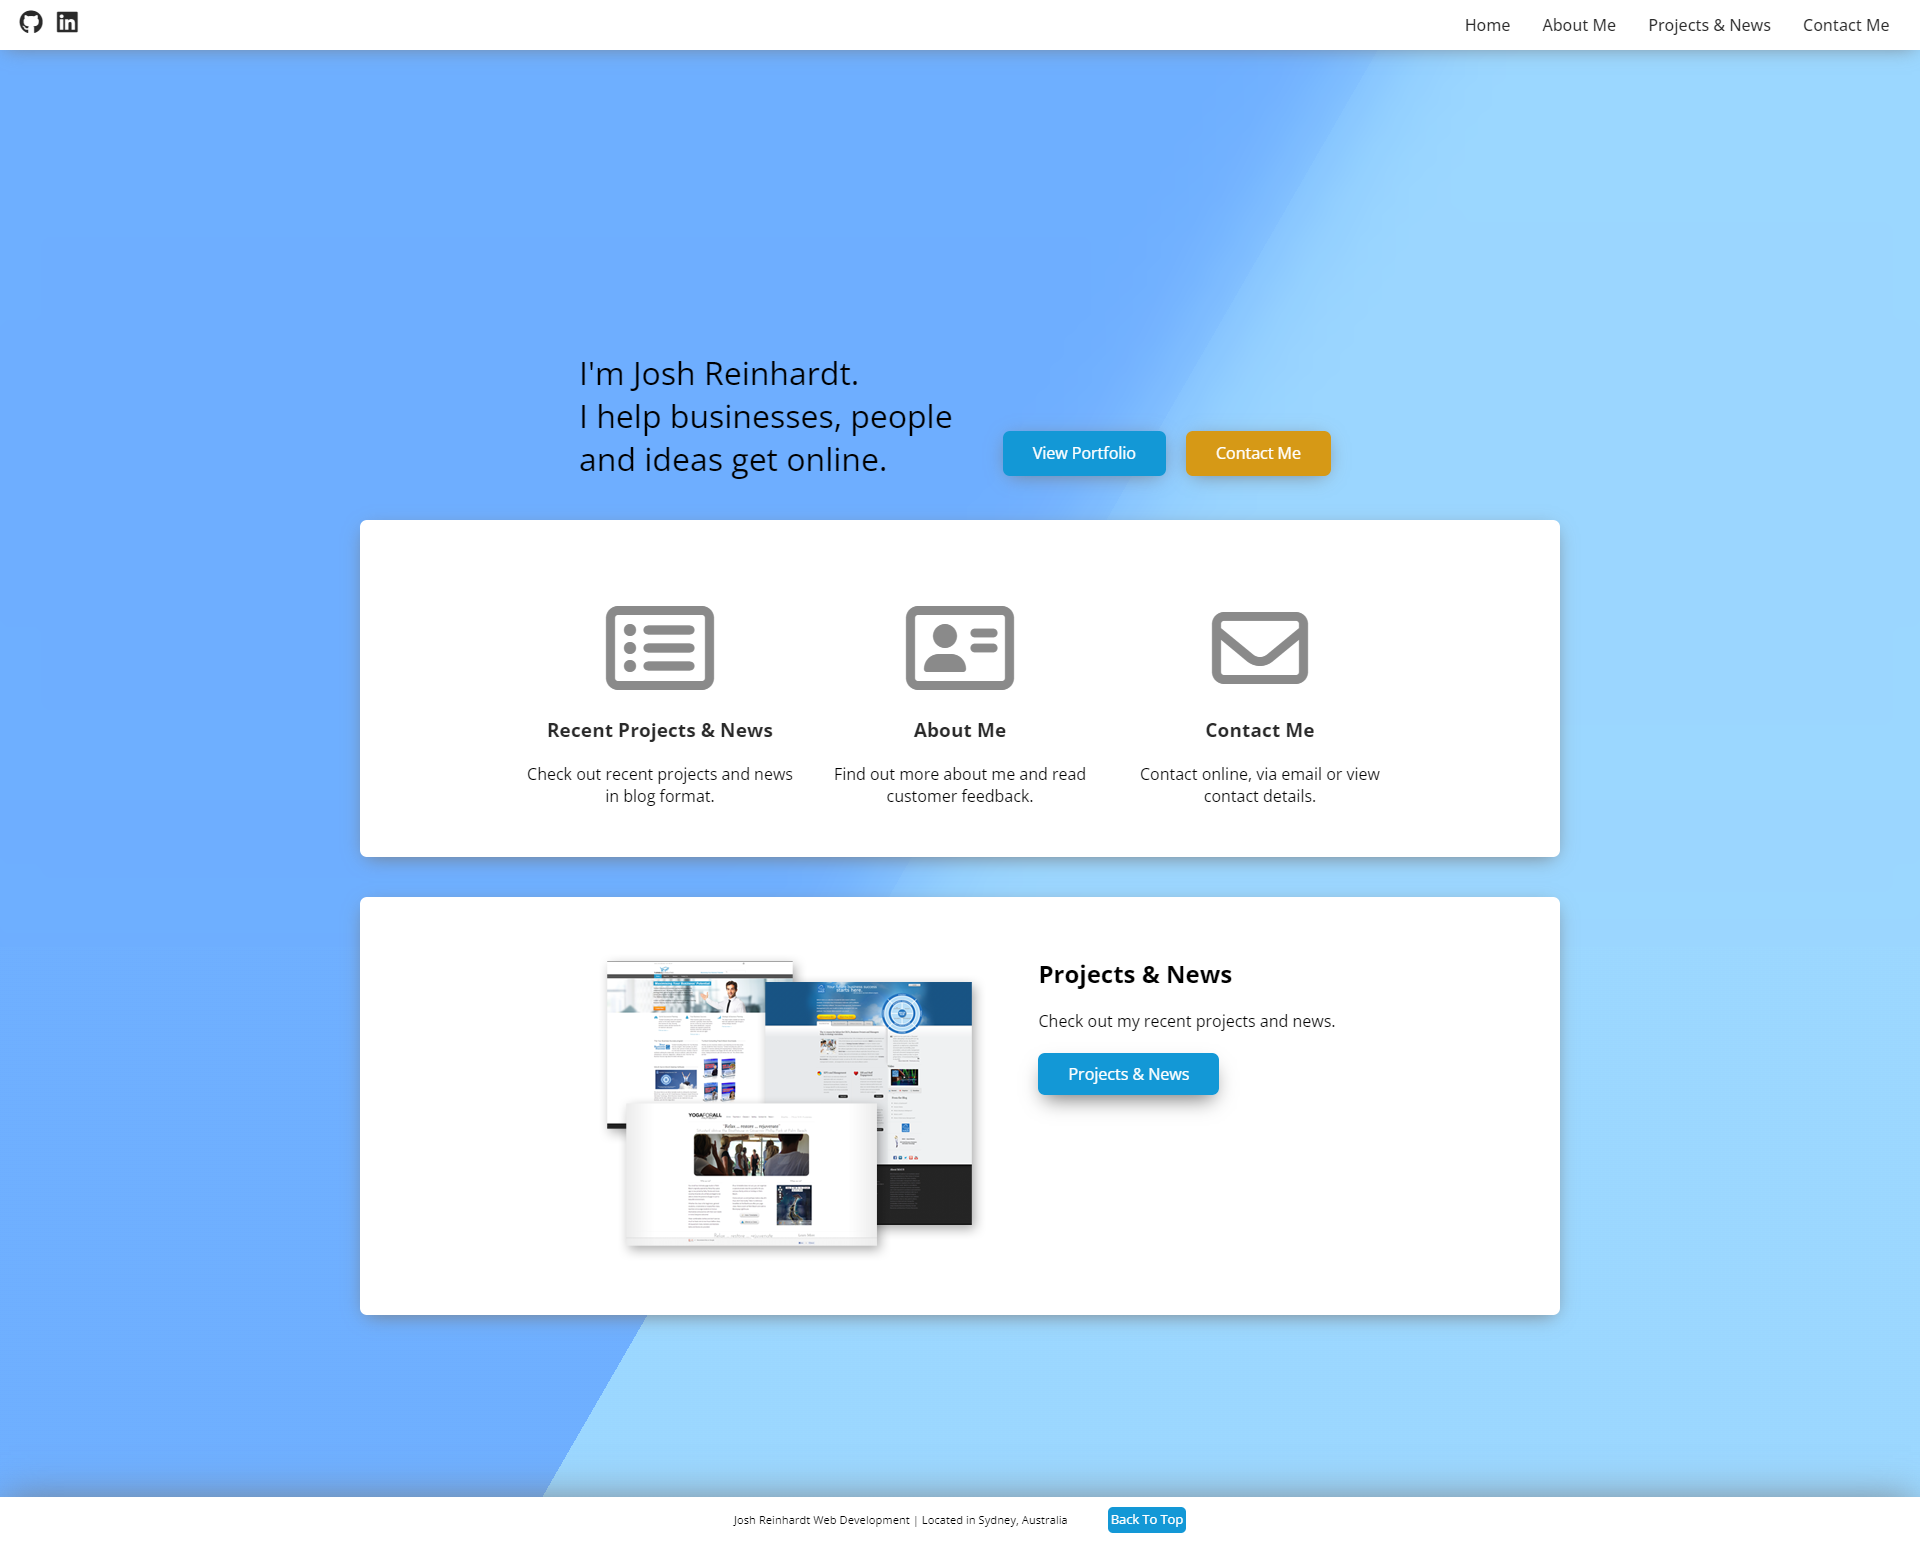 Home
About Me
Projects & News
Contact Me
I'm Josh Reinhardt.
I help businesses, people
and ideas get online.
View Portfolio
Contact Me
Recent Projects & News
Check out recent projects and news
in blog format.
About Me
Find out more about me and read
customer feedback.
Contact Me
Contact online, via email or view
contact details.
YOGAFORALL
Projects & News
Check out my recent projects and news.
Projects & News
Josh Reinhardt Web Development | Located in Sydney, Australia
Back To Top